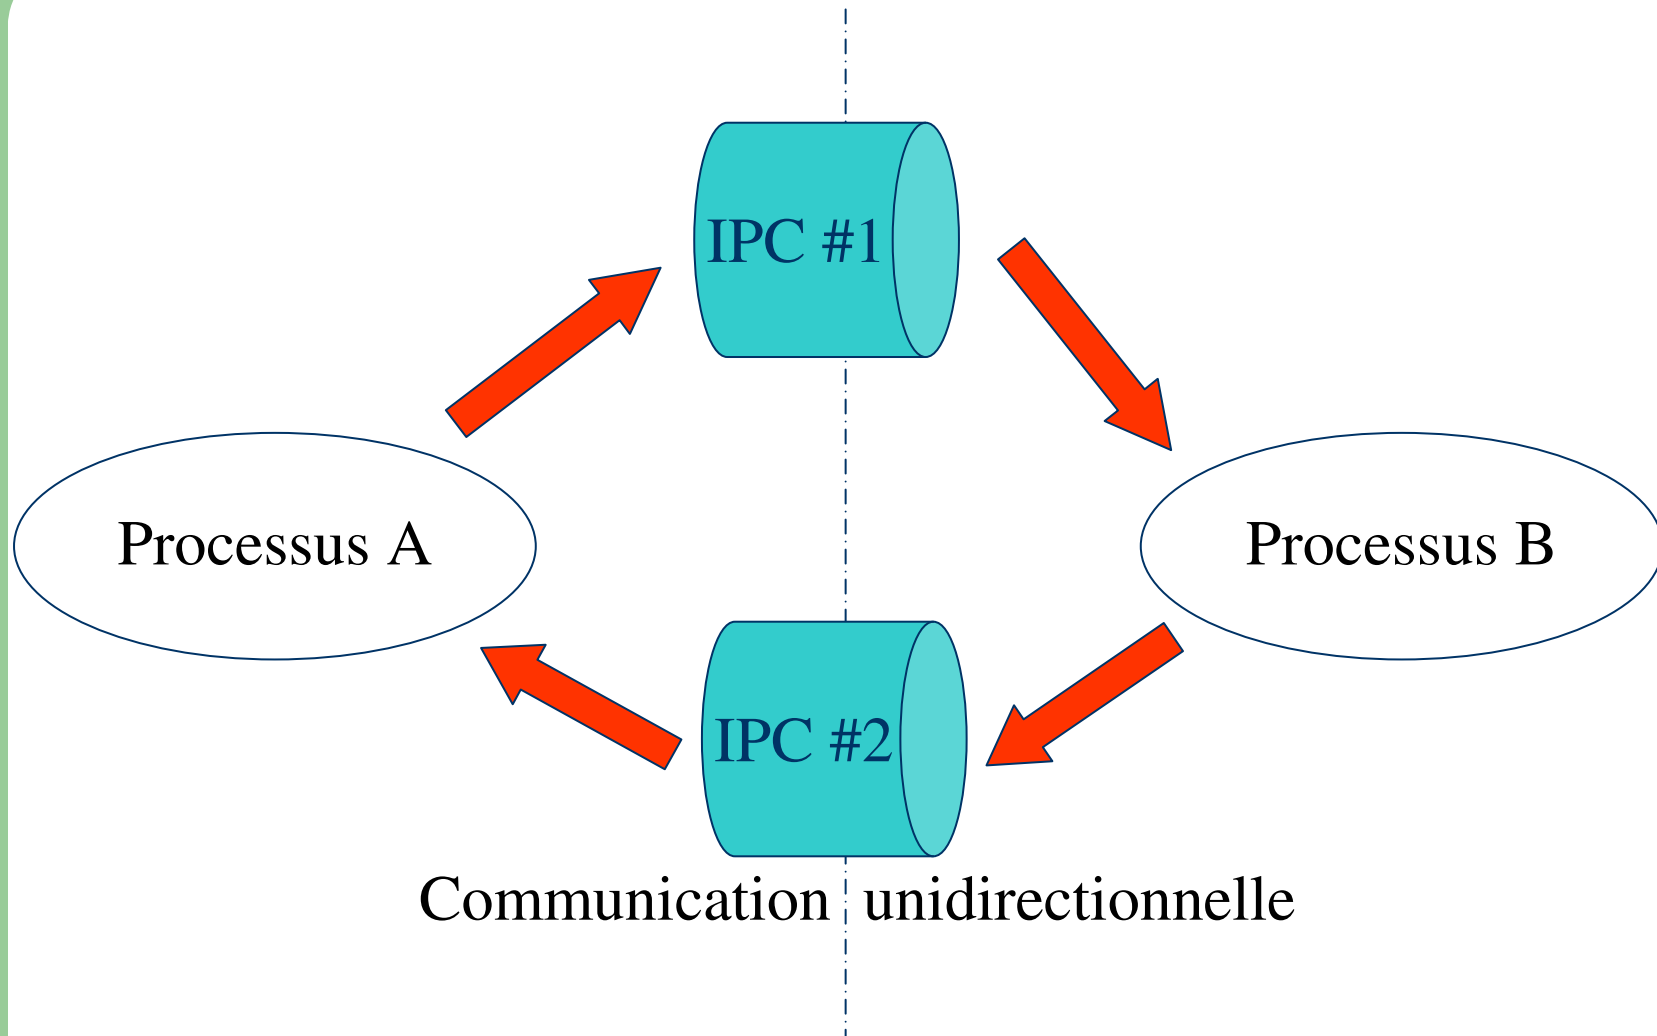 IPC #1
Processus A
Processus B
IPC #2
Communication unidirectionnelle